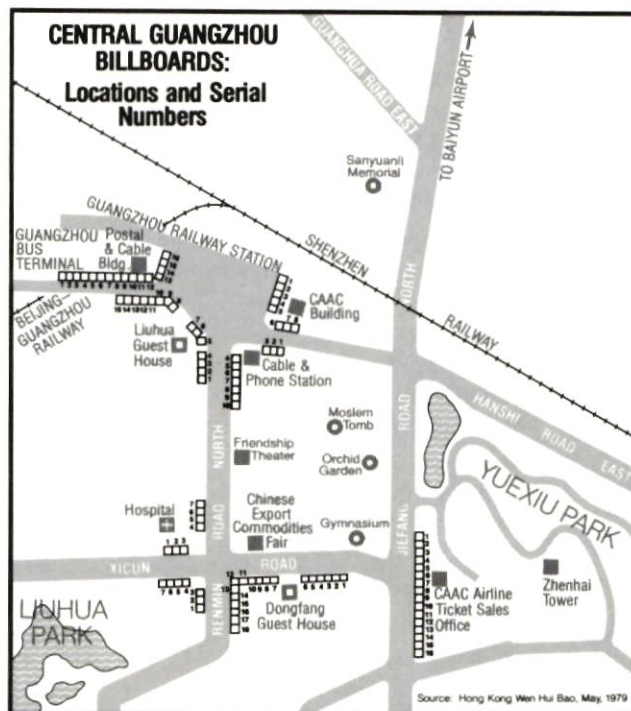 CENTRAL GUANGZHOU
BILLBOARDS:
Locations and Serial
Numbers
GUANGHUA ROAD EAST
TO BAIYUN AIRPORT
Sanyuanli
Memorial
GUANGZHOU RAILWAY STATION
SHENZHEN
RAILWAY
GUANGZHOU
BUS
TERMINAL
Postal
& Cable
Bldg.
BEIJING–
GUANGZHOU
RAILWAY
CAAC
Building
Liuhua
Guest
House
Cable &
Phone Station
HANSHI ROAD EAST
Moslem
Tomb
Friendship
Theater
Orchid
Garden
YUEXIU PARK
Hospital
Chinese
Export
Commodities
Fair
Gymnasium
XICUN ROAD
RENMIN ROAD NORTH
JIEFANG ROAD NORTH
LIUHUA
PARK
Dongfang
Guest House
CAAC Airline
Ticket Sales
Office
Zhenhai
Tower
Source: Hong Kong Wen Hui Bao, May, 1979